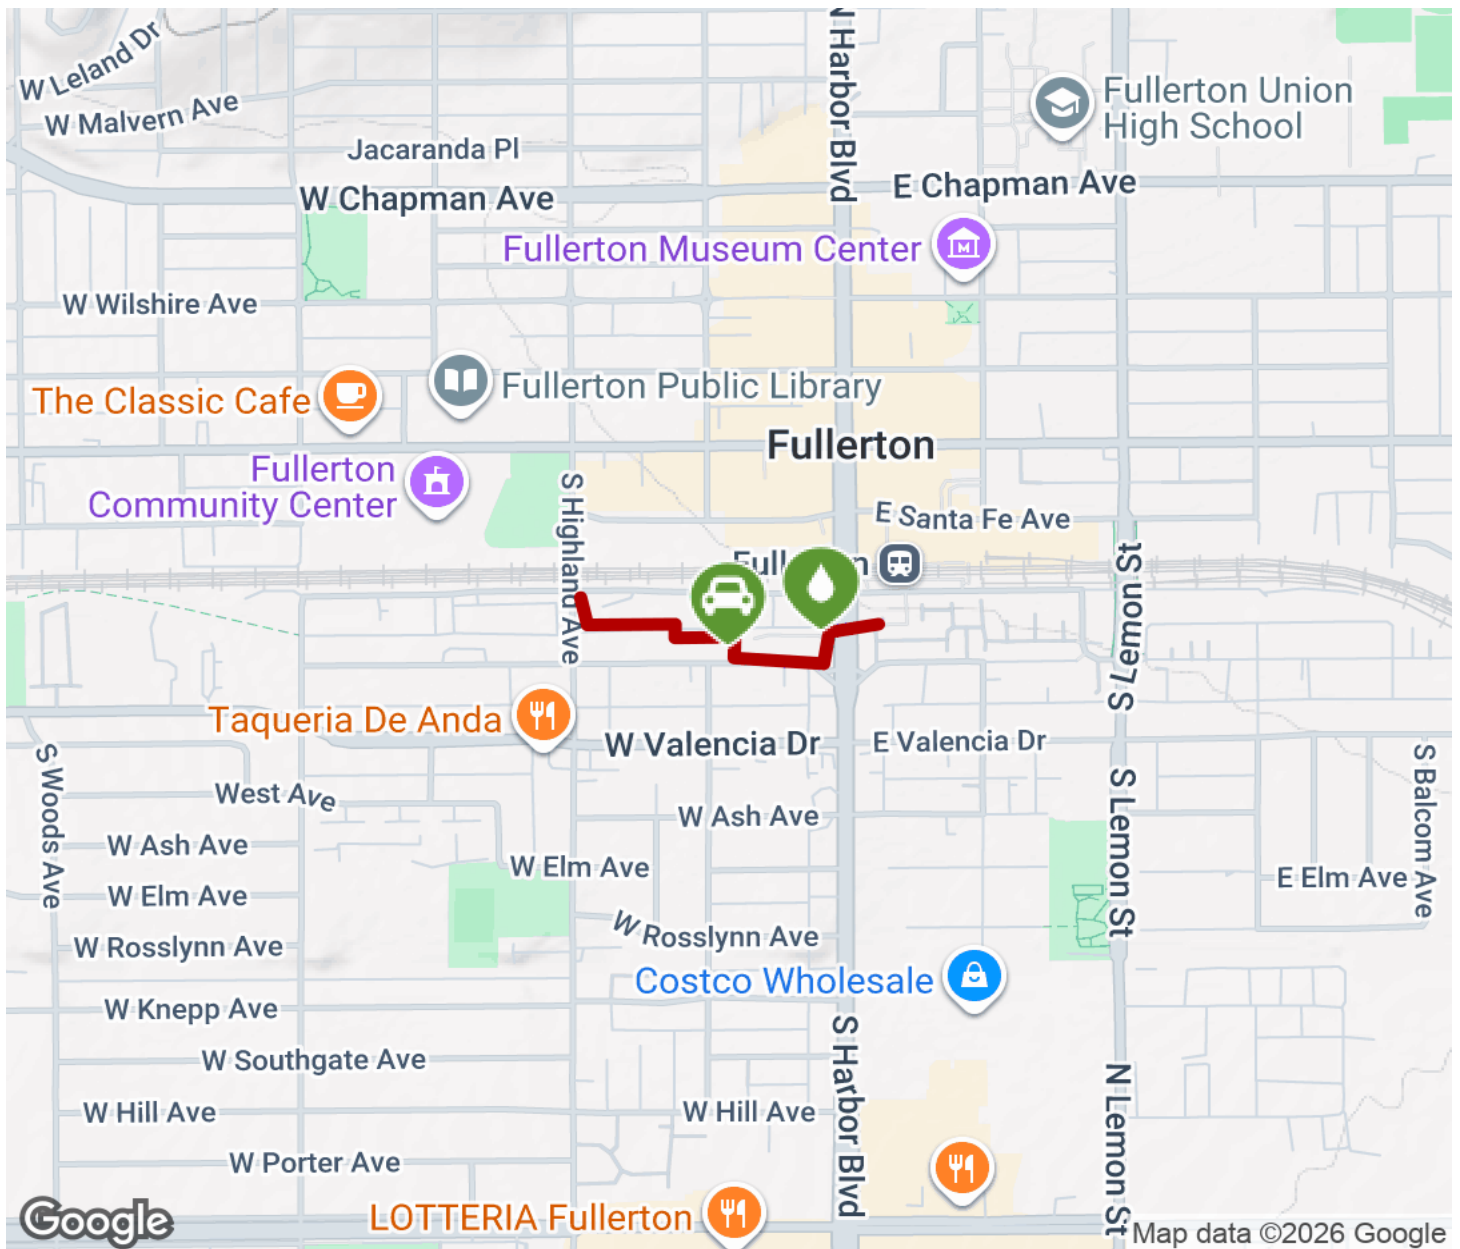 W Leland Dr
W Malvern Ave
N Harbor Blvd
Fullerton Union
High School
Jacaranda Pl
W Chapman Ave
E Chapman Ave
Fullerton Museum Center
W Wilshire Ave
The Classic Cafe
Fullerton Public Library
Fullerton
Fullerton
Community Center
S Highland Ave
E Santa Fe Ave
S Lemon St
Taqueria De Anda
W Valencia Dr
E Valencia Dr
S Woods Ave
West Ave
W Ash Ave
S Lemon St
S Balcom Ave
W Ash Ave
W Elm Ave
E Elm Ave
W Elm Ave
W Rosslynn Ave
W Rosslynn Ave
Costco Wholesale
W Knepp Ave
S Harbor Blvd
W Southgate Ave
N Lemon St
W Hill Ave
W Hill Ave
W Porter Ave
LOTTERIA Fullerton
Google
Map data ©2026 Google